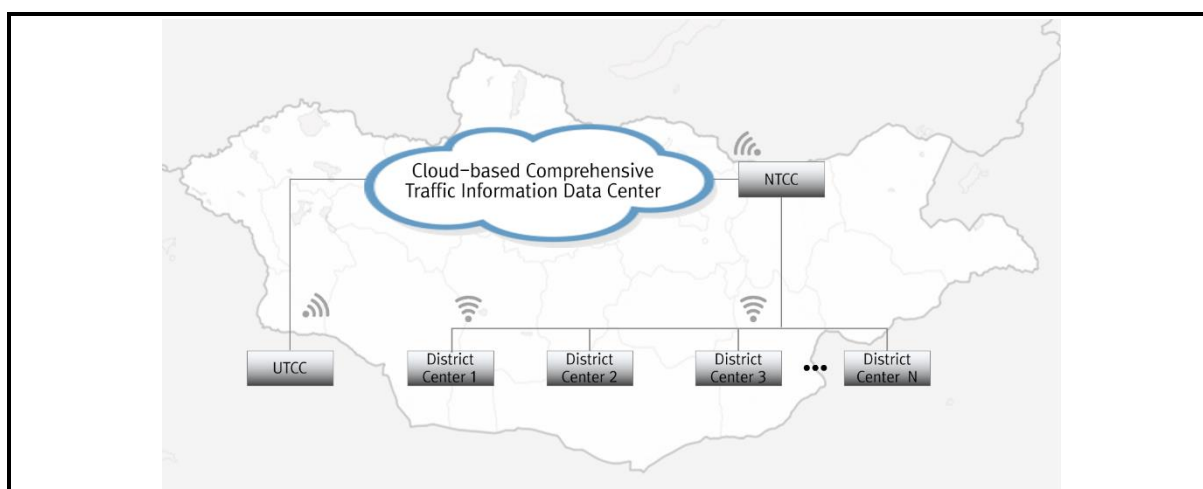 Cloud-based Comprehensive
Traffic Information Data Center
NTCC
UTCC
District
Center 1
District
Center 2
District
Center 3
•••
District
Center N